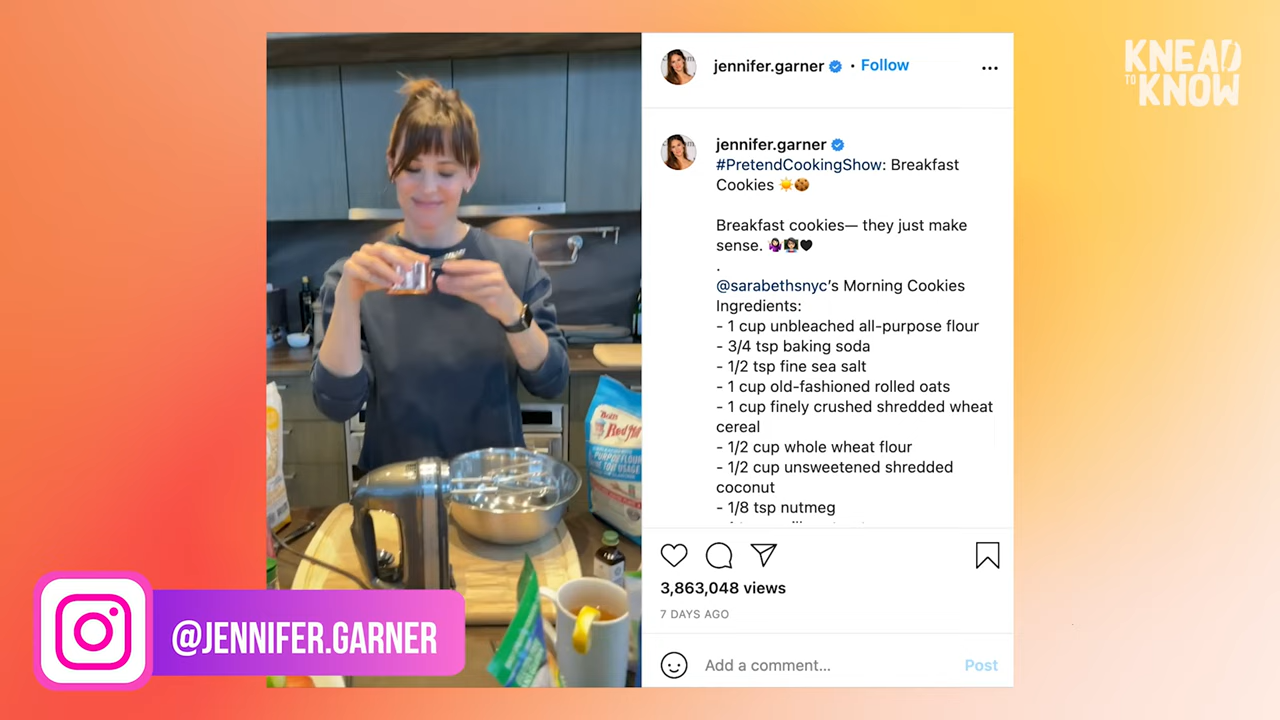 KNEAD
TO
KNOW
jennifer.garner • Follow
jennifer.garner
#PretendCookingShow: Breakfast
Cookies ☀️🍪
Breakfast cookies— they just make
sense. 🤷🏻‍♀️👩🏻‍🏫🖤
.
@sarabethsnyc's Morning Cookies
Ingredients:
- 1 cup unbleached all-purpose flour
- 3/4 tsp baking soda
- 1/2 tsp fine sea salt
- 1 cup old-fashioned rolled oats
- 1 cup finely crushed shredded wheat
cereal
- 1/2 cup whole wheat flour
- 1/2 cup unsweetened shredded
coconut
- 1/8 tsp nutmeg
3,863,048 views
7 DAYS AGO
Add a comment... Post
Bob's
Red Mill
@JENNIFER.GARNER